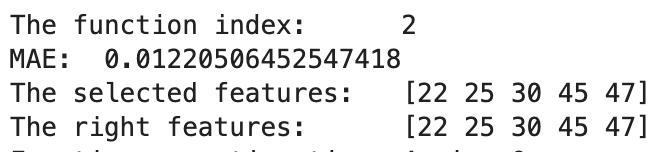 The function index:      2
MAE:  0.01220506452547418
The selected features:   [22 25 30 45 47]
The right features:      [22 25 30 45 47]